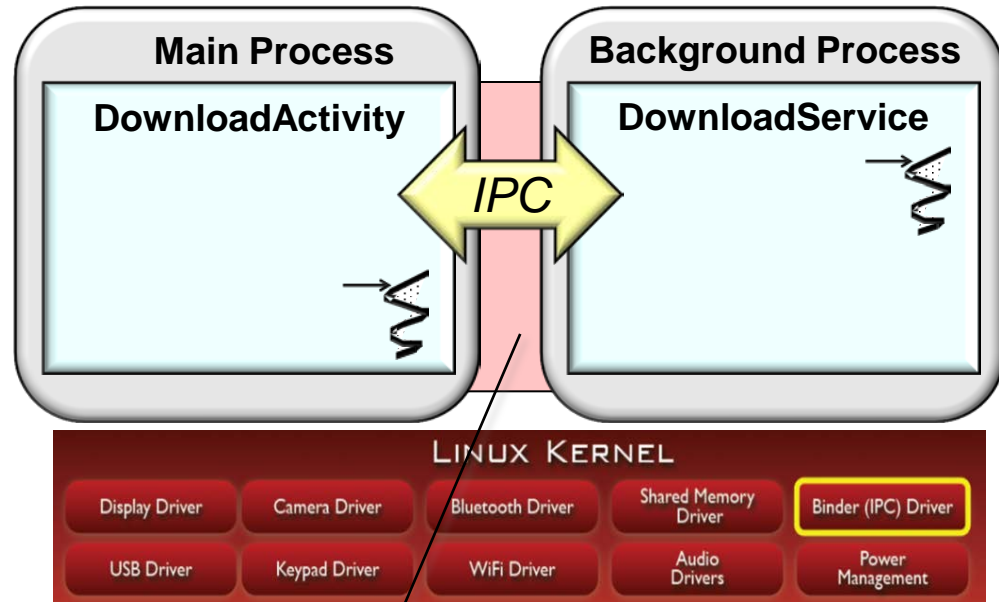 Main Process
Background Process
DownloadActivity
DownloadService
IPC
LINUX KERNEL
Display Driver
Camera Driver
Bluetooth Driver
Shared Memory
Driver
Binder (IPC) Driver
USB Driver
Keypad Driver
WiFi Driver
Audio
Drivers
Power
Management